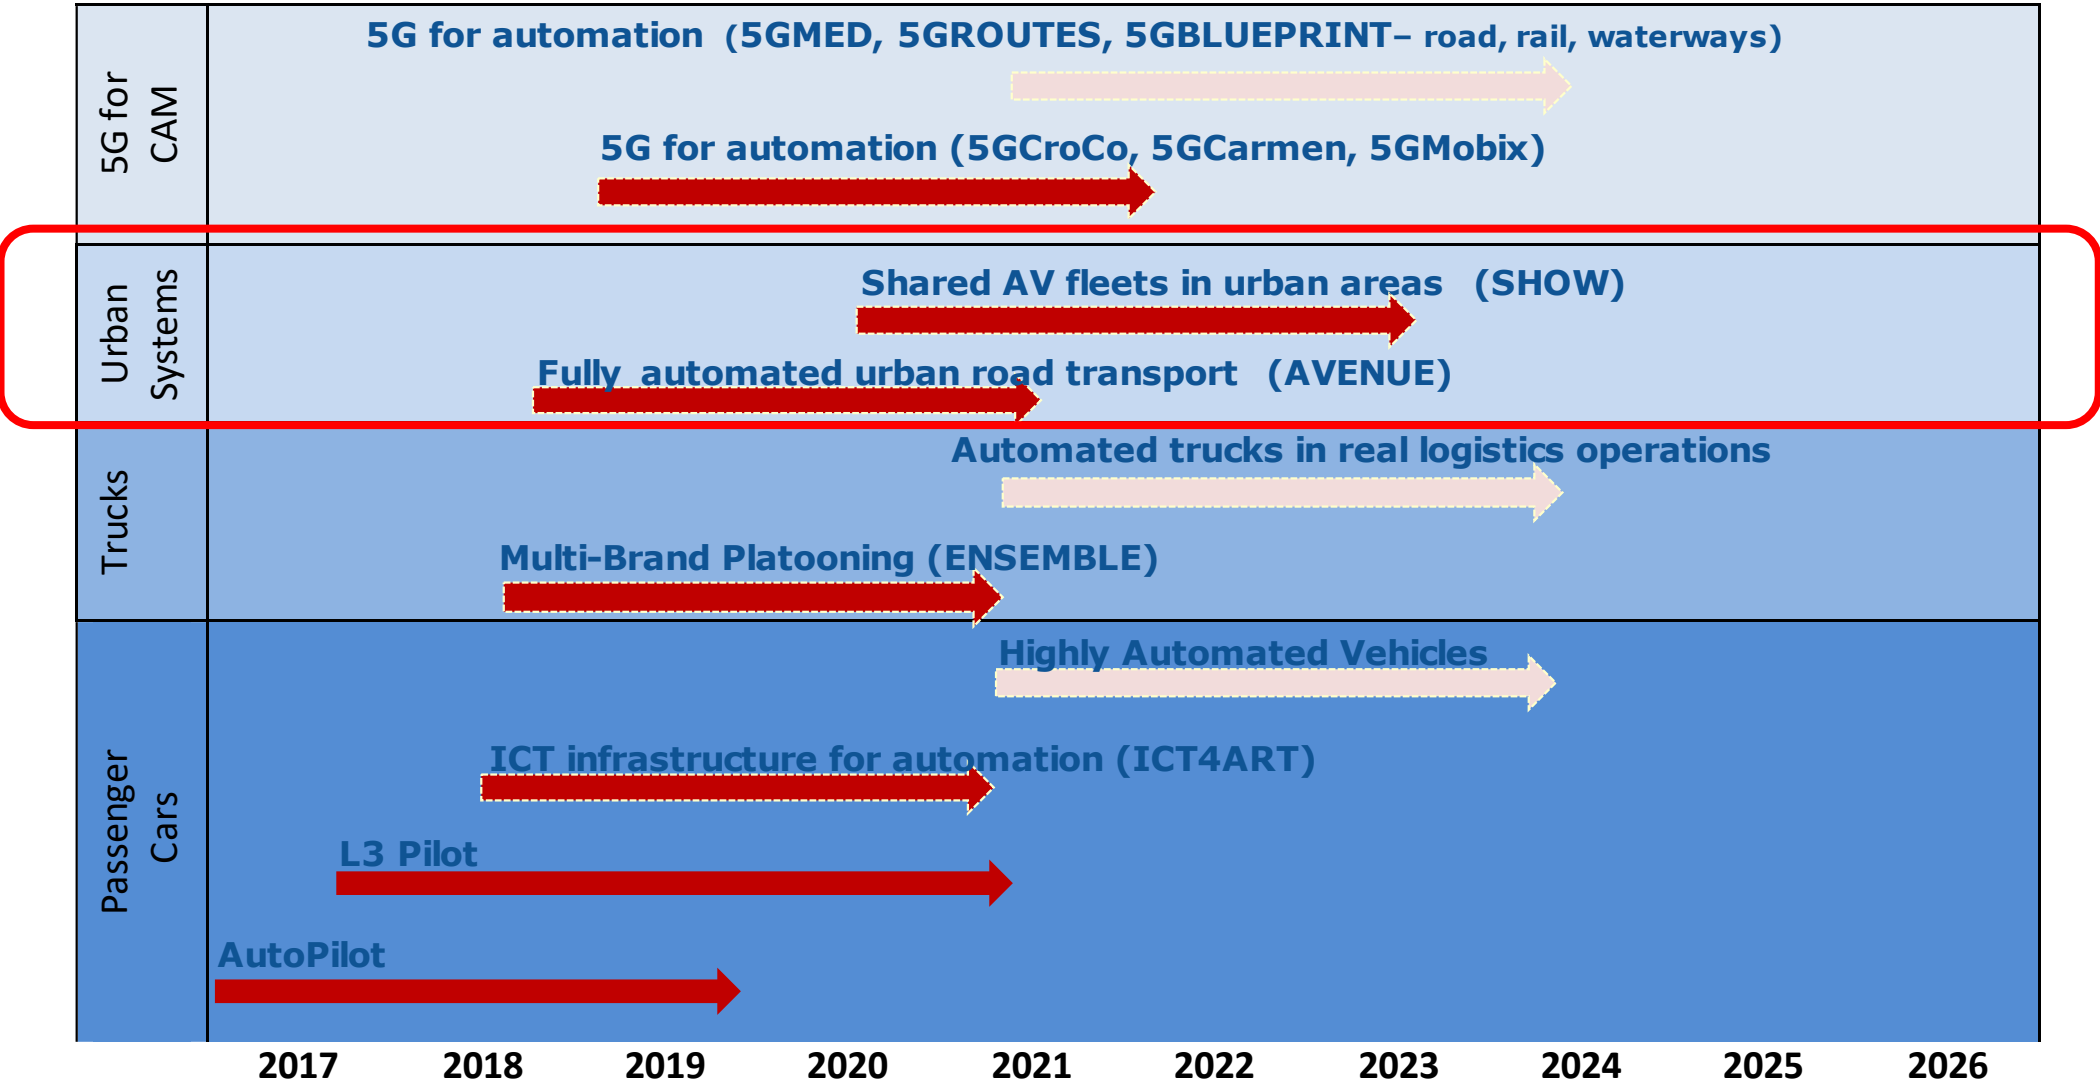 5G for automation (5GMED, 5GROUTES, 5GBLUEPRINT– road, rail, waterways)
5G for
CAM
5G for automation (5GCroCo, 5GCarmen, 5GMobix)
Urban
Systems
Shared AV fleets in urban areas (SHOW)
Fully automated urban road transport (AVENUE)
Trucks
Automated trucks in real logistics operations
Multi-Brand Platooning (ENSEMBLE)
Passenger
Cars
Highly Automated Vehicles
ICT infrastructure for automation (ICT4ART)
L3 Pilot
AutoPilot
2017 2018 2019 2020 2021 2022 2023 2024 2025 2026